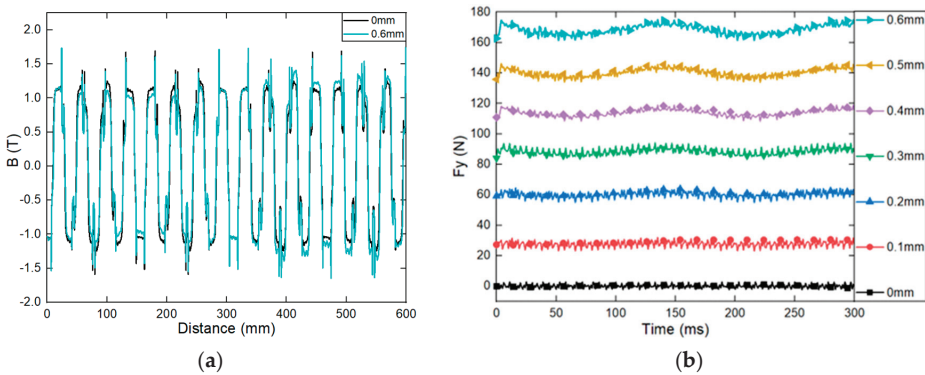 0mm
0.6mm
2.0
1.5
1.0
0.5
0.0
-0.5
-1.0
-1.5
-2.0
B (T)
0 100 200 300 400 500 600
Distance (mm)
(a)
180
160
140
120
100
80
60
40
20
0
Fy (N)
0 50 100 150 200 250 300
Time (ms)
0.6mm
0.5mm
0.4mm
0.3mm
0.2mm
0.1mm
0mm
(b)